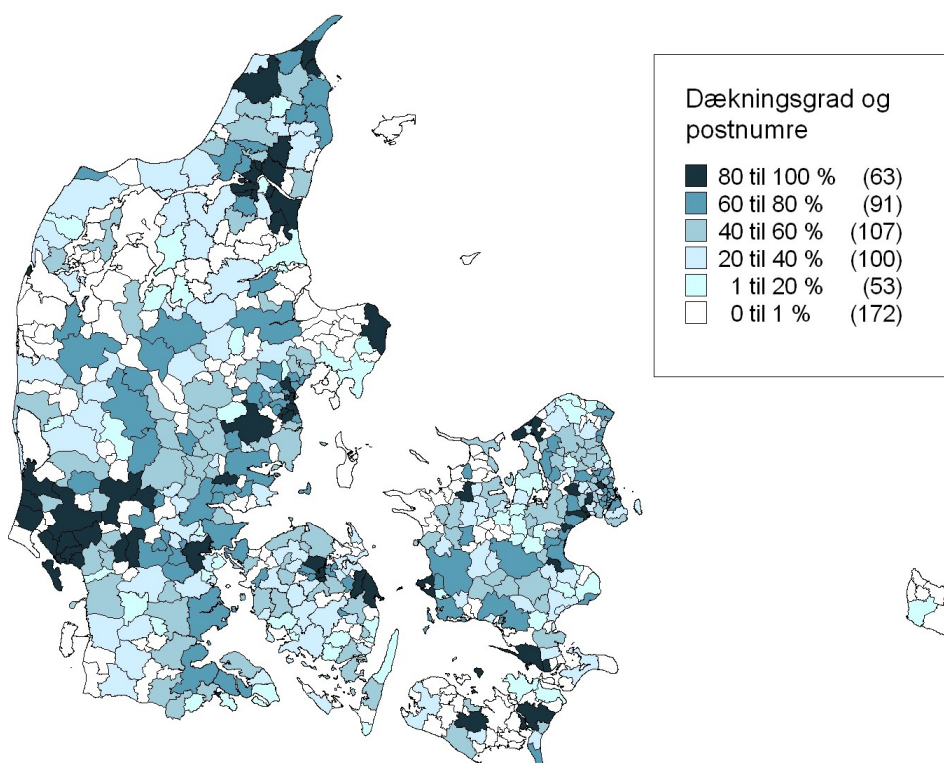 Dækningsgrad og
postnumre
80 til 100 % (63)
60 til 80 % (91)
40 til 60 % (107)
20 til 40 % (100)
1 til 20 % (53)
0 til 1 % (172)